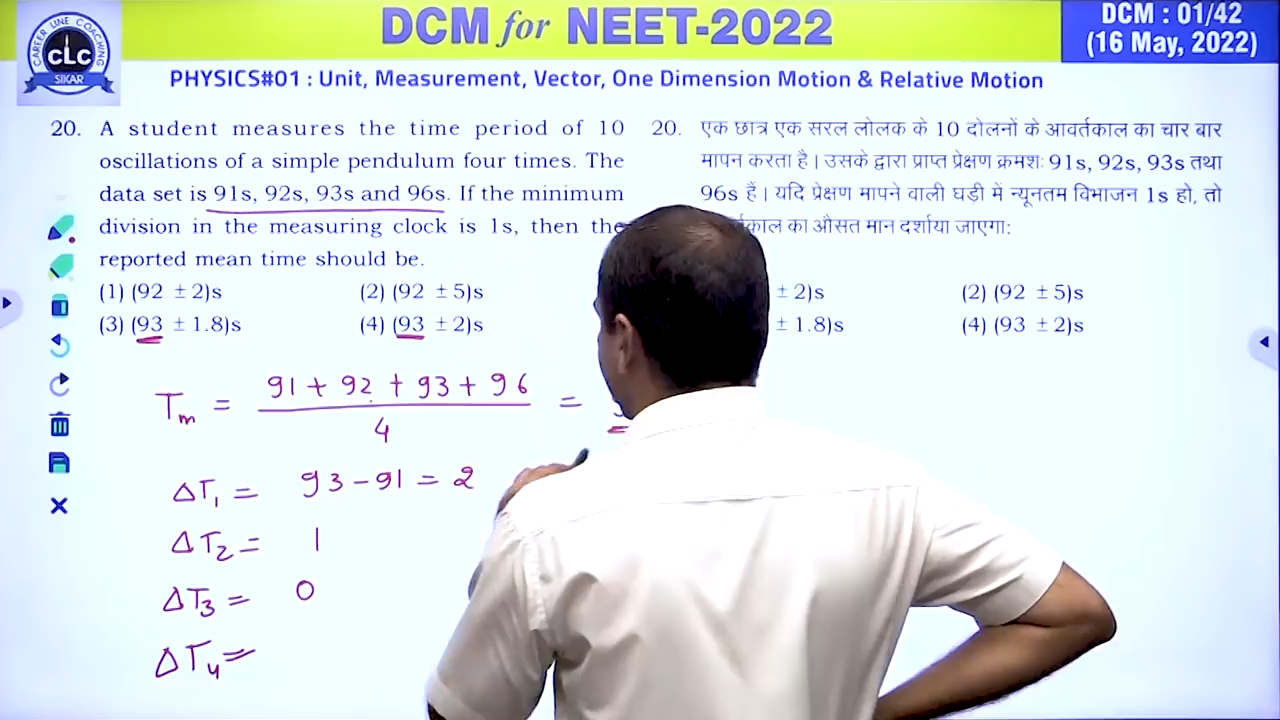 DCM for NEET-2022
DCM : 01/42
(16 May, 2022)
CAREER LINE COACHING
CLC
SIKAR
PHYSICS#01 : Unit, Measurement, Vector, One Dimension Motion & Relative Motion
20. A student measures the time period of 10
oscillations of a simple pendulum four times. The
data set is 91s, 92s, 93s and 96s. If the minimum
division in the measuring clock is 1s, then the
reported mean time should be.
(1) (92 ± 2)s (2) (92 ± 5)s
(3) (93 ± 1.8)s (4) (93 ± 2)s
20. एक छात्र एक सरल लोलक के 10 दोलनों के आवर्तकाल का चार बार
मापन करता है। उसके द्वारा प्राप्त प्रेक्षण क्रमशः 91s, 92s, 93s तथा
96s हैं। यदि प्रेक्षण मापने वाली घड़ी में न्यूनतम विभाजन 1s हो, तो
का औसत मान दर्शाया जाएगा:
± 2)s (2) (92 ± 5)s
± 1.8)s (4) (93 ± 2)s
Tm = 91 + 92 + 93 + 96 / 4 =
ΔT1 = 93 - 91 = 2
ΔT2 = 1
ΔT3 = 0
ΔT4 =